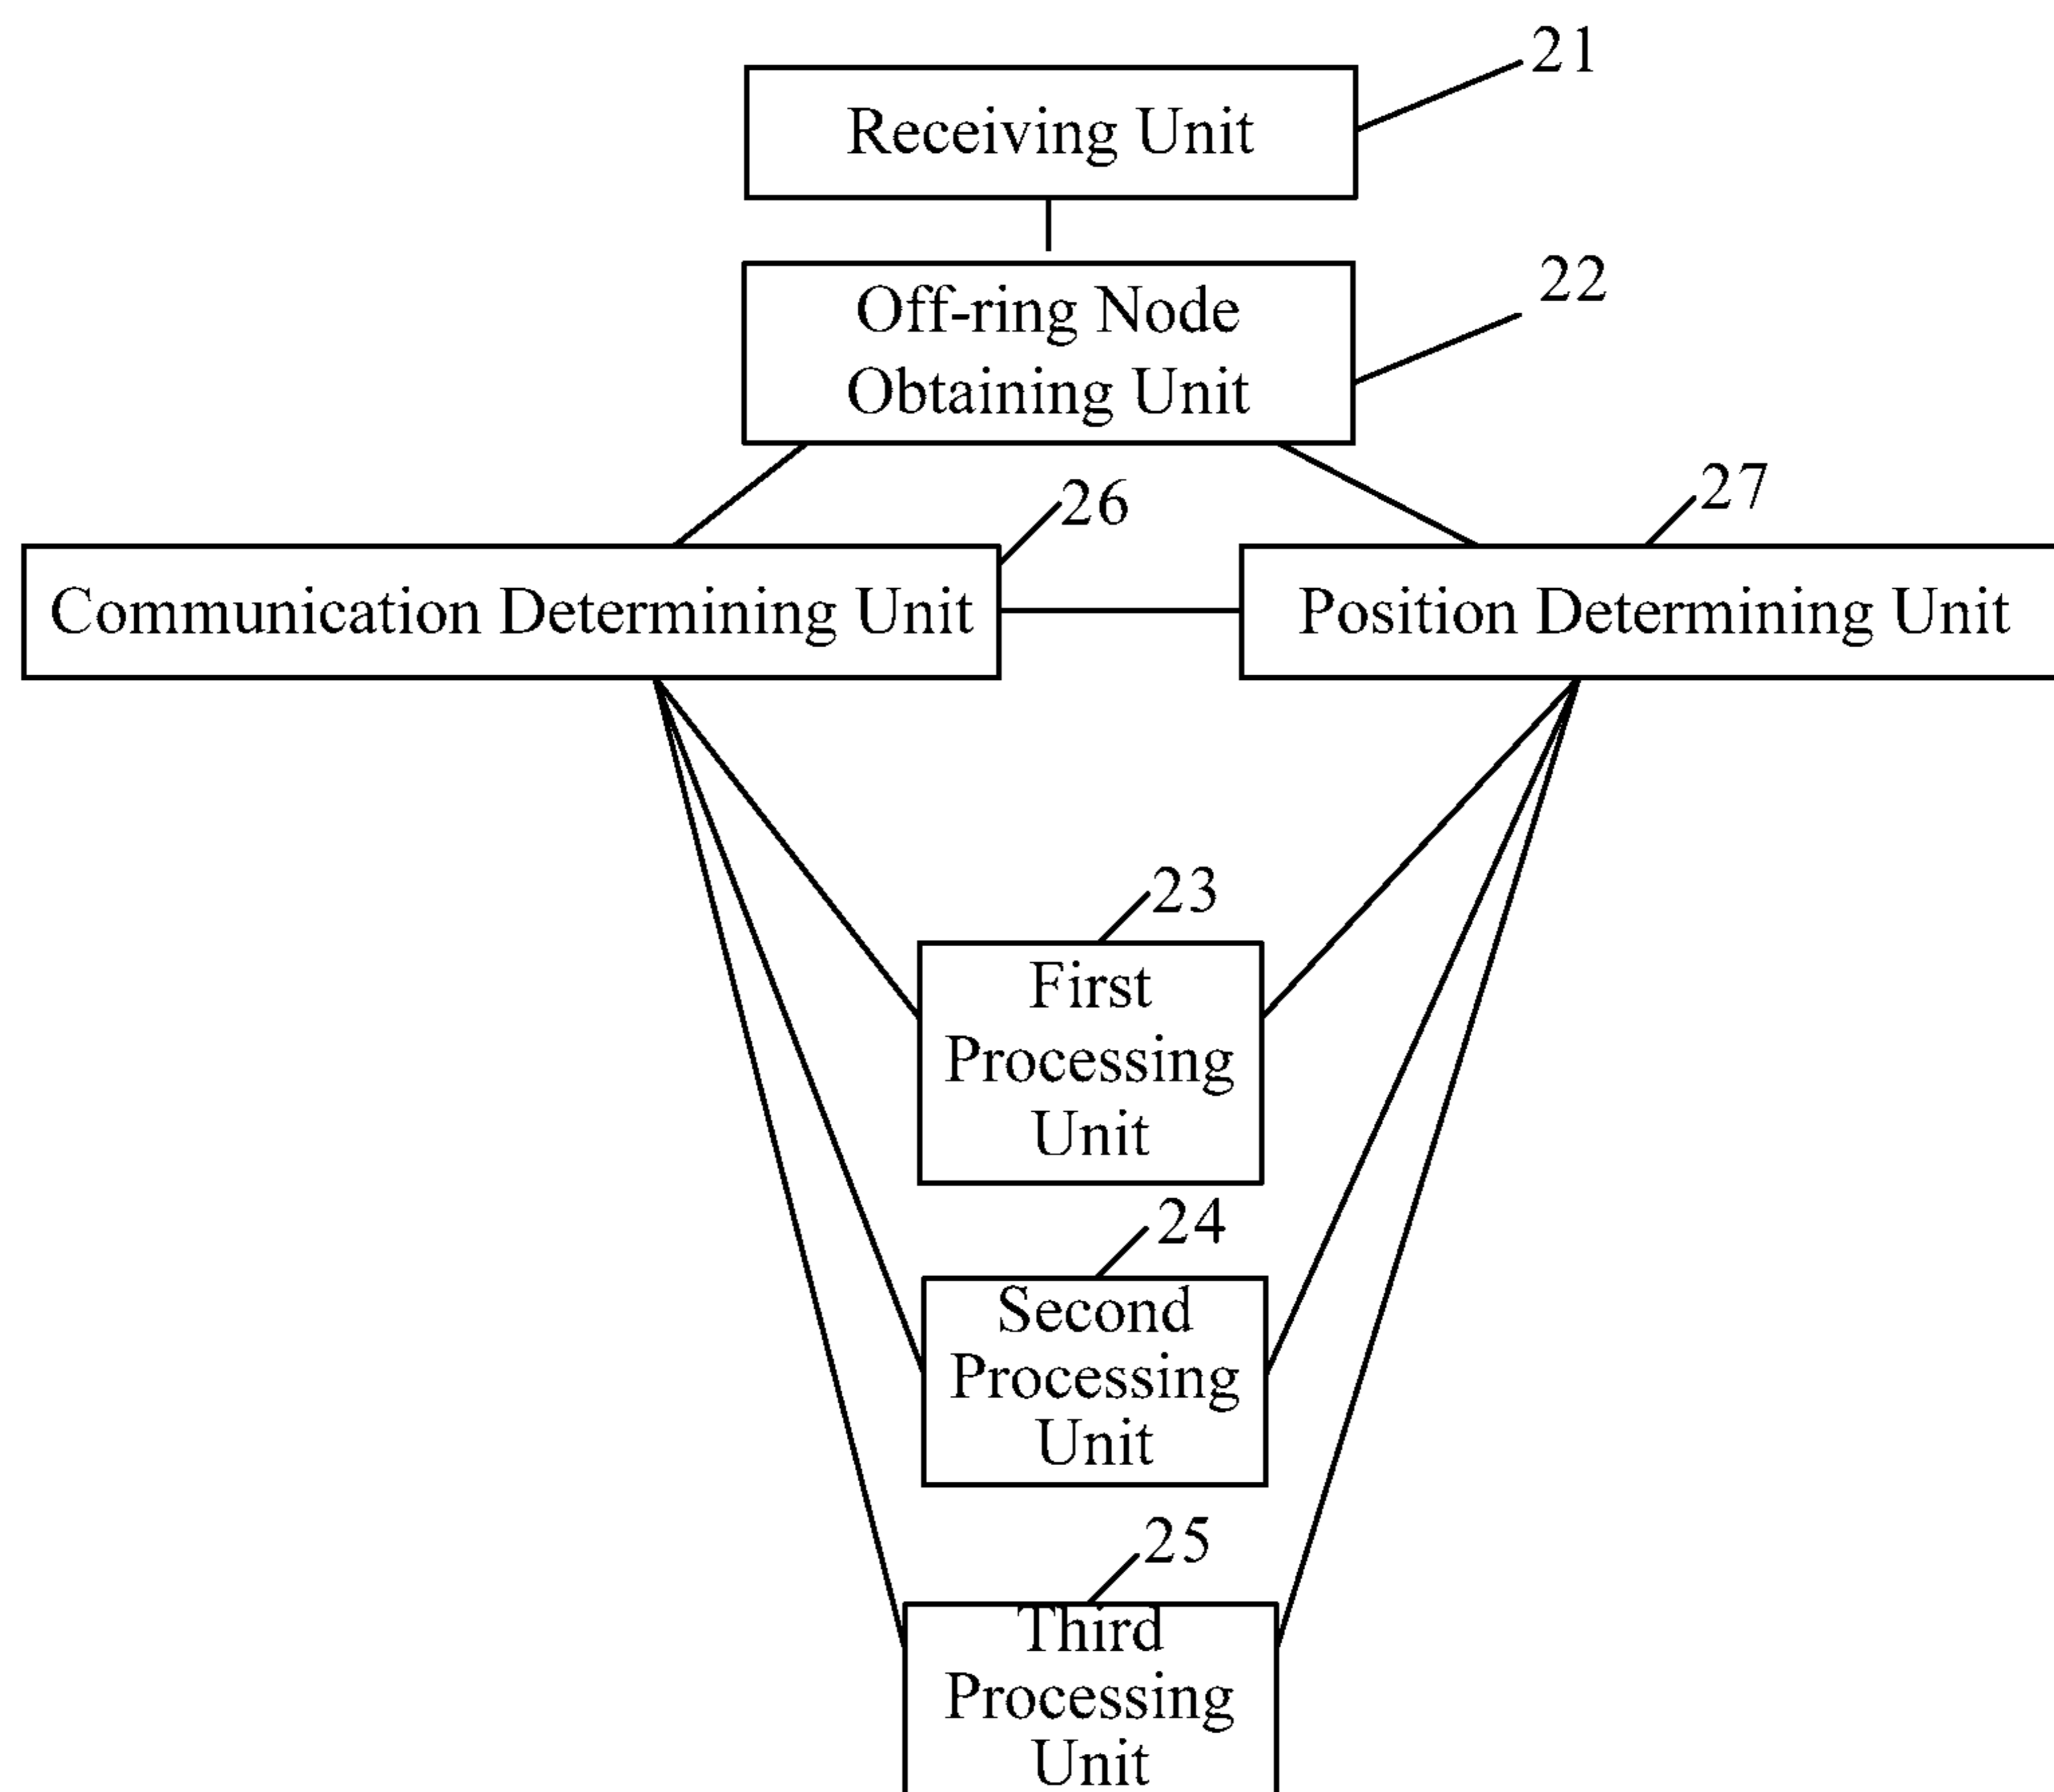 21
Receiving Unit
22
Off-ring Node
Obtaining Unit
26
27
Communication Determining Unit
Position Determining Unit
23
First
Processing
Unit
24
Second
Processing
Unit
25
Third
Processing
Unit